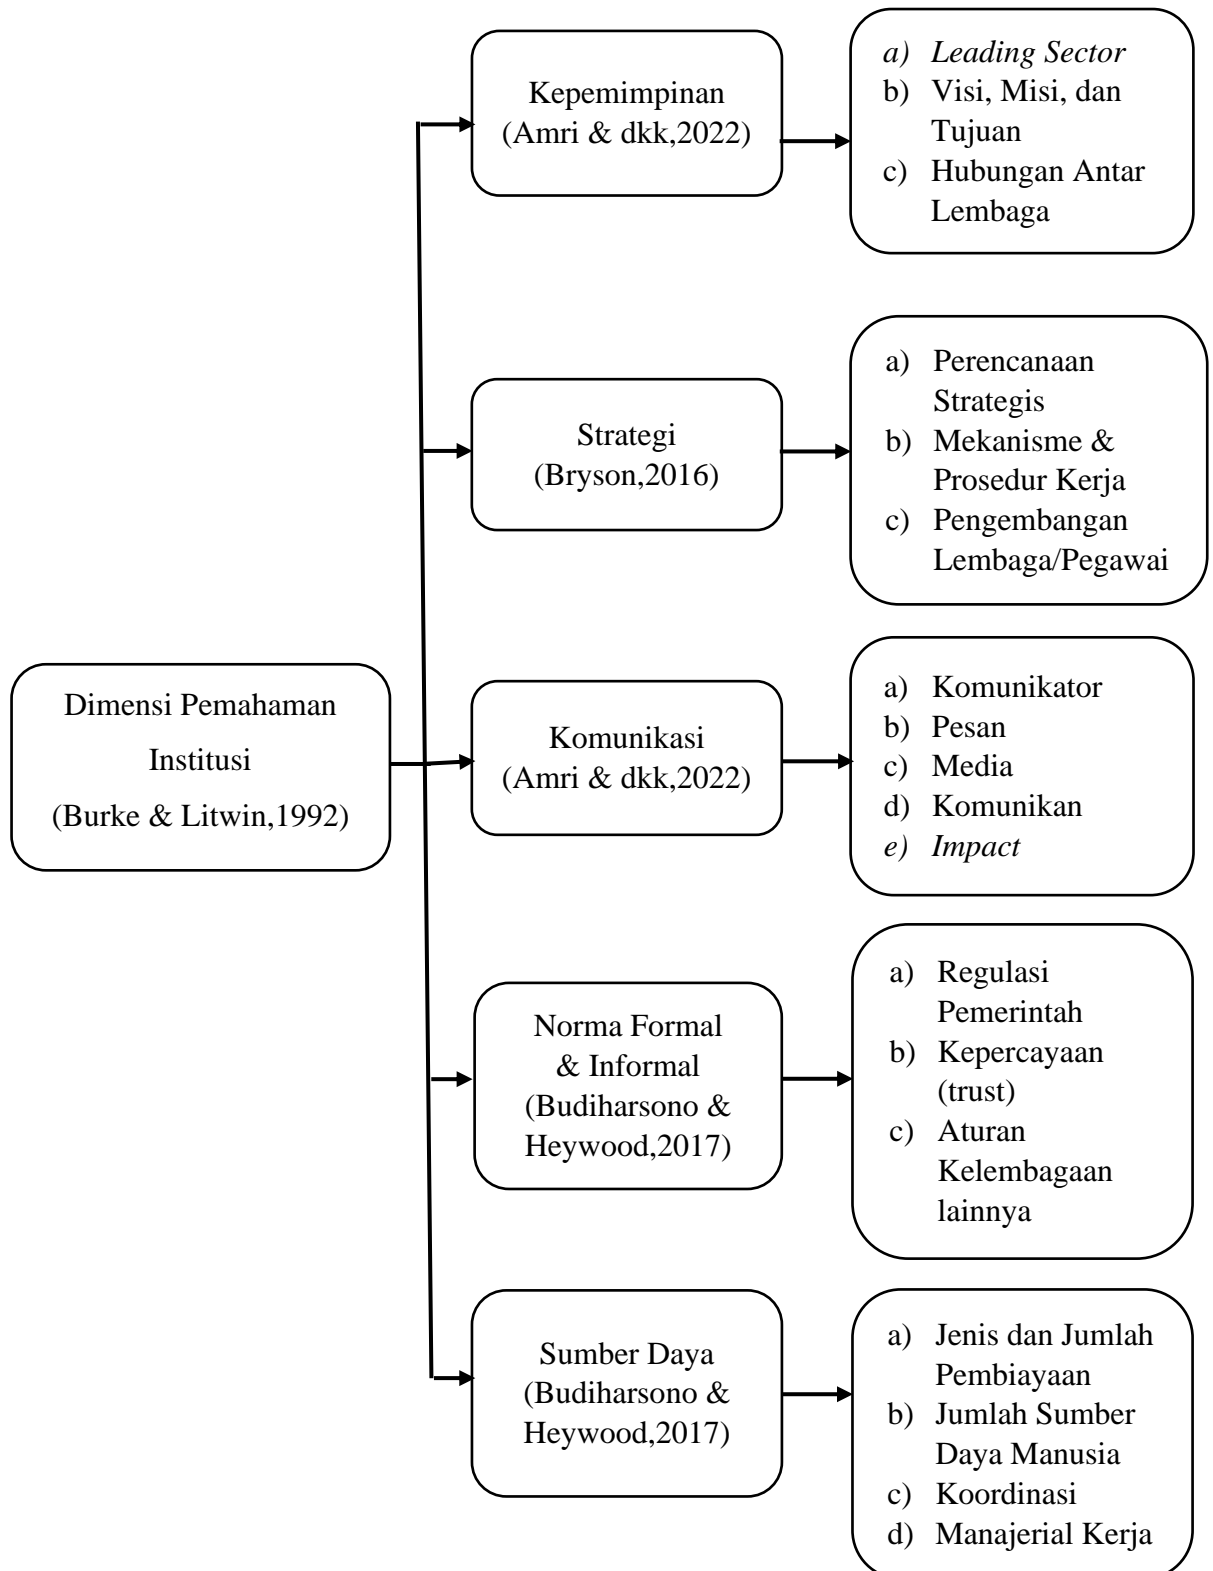 Dimensi Pemahaman
Institusi
(Burke & Litwin,1992)
Kepemimpinan
(Amri & dkk,2022)
a) Leading Sector
b) Visi, Misi, dan
Tujuan
c) Hubungan Antar
Lembaga
Strategi
(Bryson,2016)
a) Perencanaan
Strategis
b) Mekanisme &
Prosedur Kerja
c) Pengembangan
Lembaga/Pegawai
Komunikasi
(Amri & dkk,2022)
a) Komunikator
b) Pesan
c) Media
d) Komunikan
e) Impact
Norma Formal
& Informal
(Budiharsono &
Heywood,2017)
a) Regulasi
Pemerintah
b) Kepercayaan
(trust)
c) Aturan
Kelembagaan
lainnya
Sumber Daya
(Budiharsono &
Heywood,2017)
a) Jenis dan Jumlah
Pembiayaan
b) Jumlah Sumber
Daya Manusia
c) Koordinasi
d) Manajerial Kerja